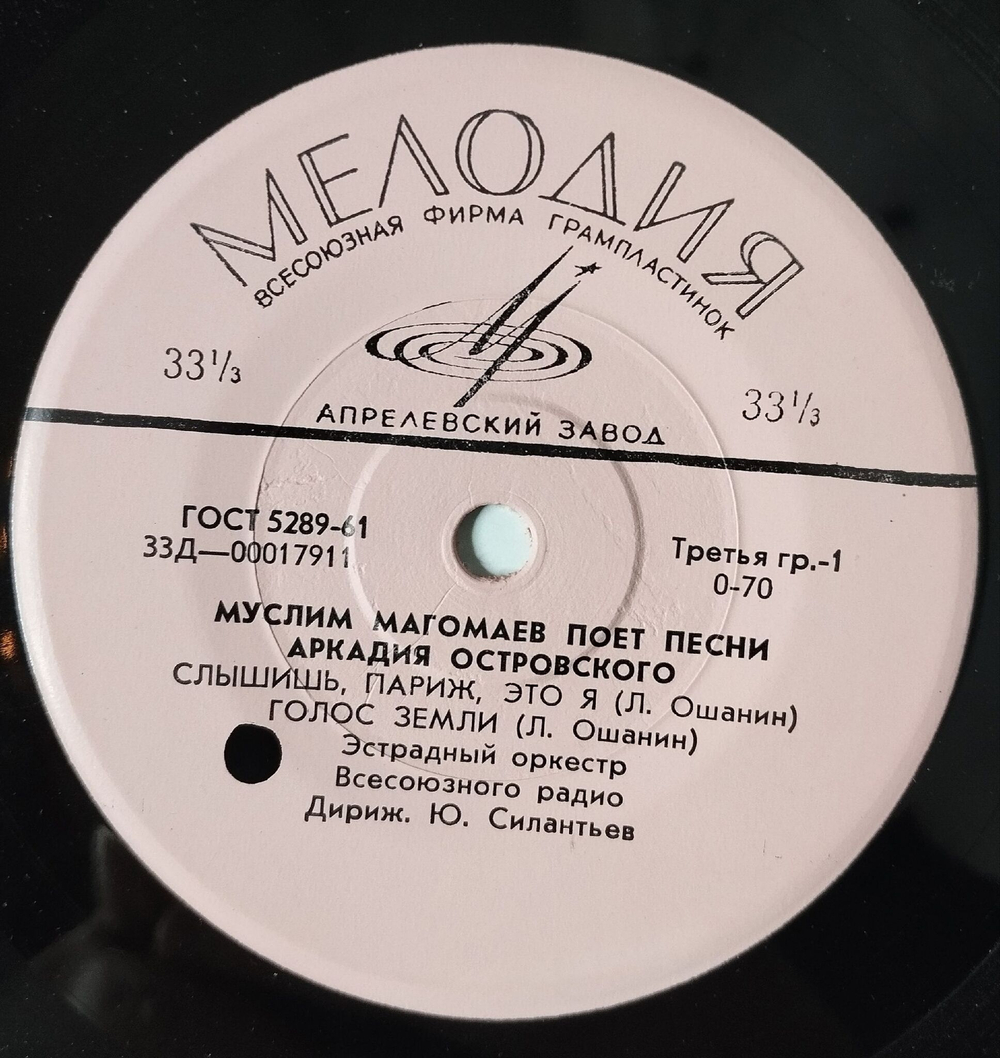 МЕЛОДИЯ
ВСЕСОЮЗНАЯ ФИРМА ГРАМПЛАСТИНОК
33⅓ 33⅓
АПРЕЛЕВСКИЙ ЗАВОД
ГОСТ 5289-61
33Д—00017911
Третья гр.-1
0-70
МУСЛИМ МАГОМАЕВ ПОЕТ ПЕСНИ
АРКАДИЯ ОСТРОВСКОГО
СЛЫШИШЬ, ПАРИЖ, ЭТО Я (Л. Ошанин)
ГОЛОС ЗЕМЛИ (Л. Ошанин)
Эстрадный оркестр
Всесоюзного радио
Дириж. Ю. Силантьев